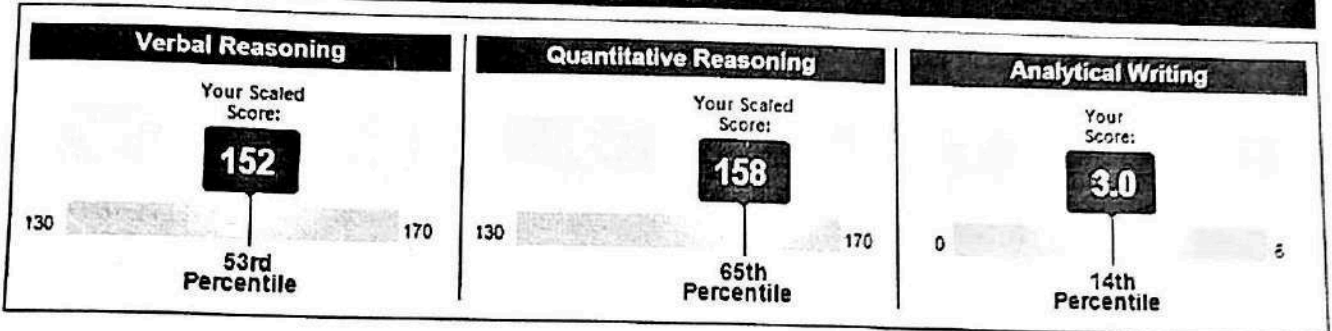 Verbal Reasoning
Your Scaled
Score:
152
130
170
53rd
Percentile
Quantitative Reasoning
Your Scaled
Score:
158
130
170
65th
Percentile
Analytical Writing
Your
Score:
3.0
0
6
14th
Percentile